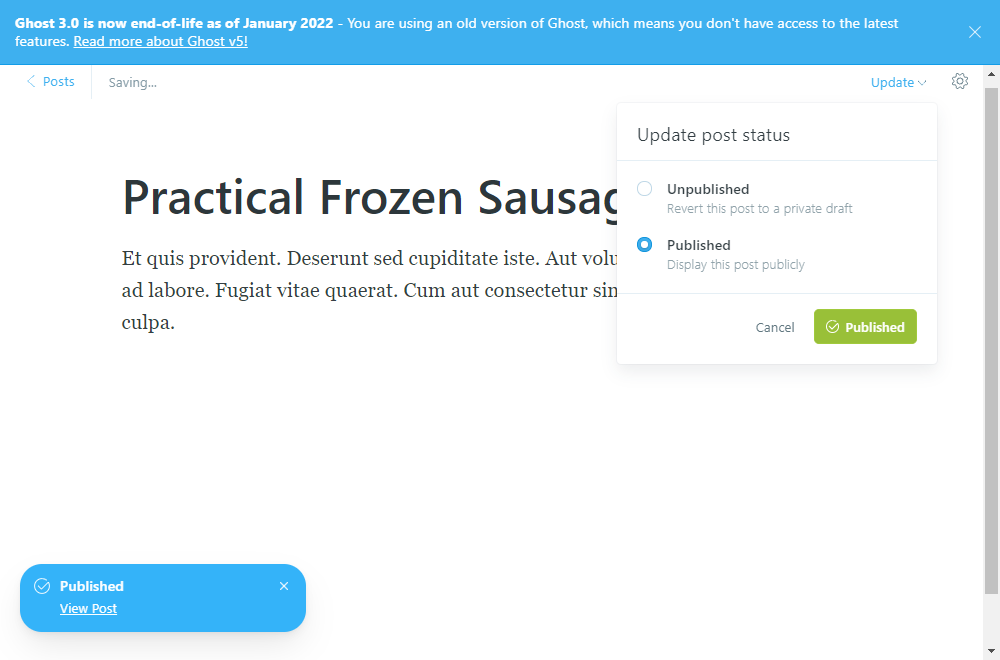 Ghost 3.0 is now end-of-life as of January 2022 - You are using an old version of Ghost, which means you don't have access to the latest
features. Read more about Ghost v5!
Posts
Saving...
Update
Update post status
Practical Frozen Sausag
Unpublished
Revert this post to a private draft
Published
Display this post publicly
Et quis provident. Deserunt sed cupiditate iste. Aut
ad labore. Fugiat vitae quaerat. Cum aut consectetur
culpa.
Cancel
Published
Published
View Post